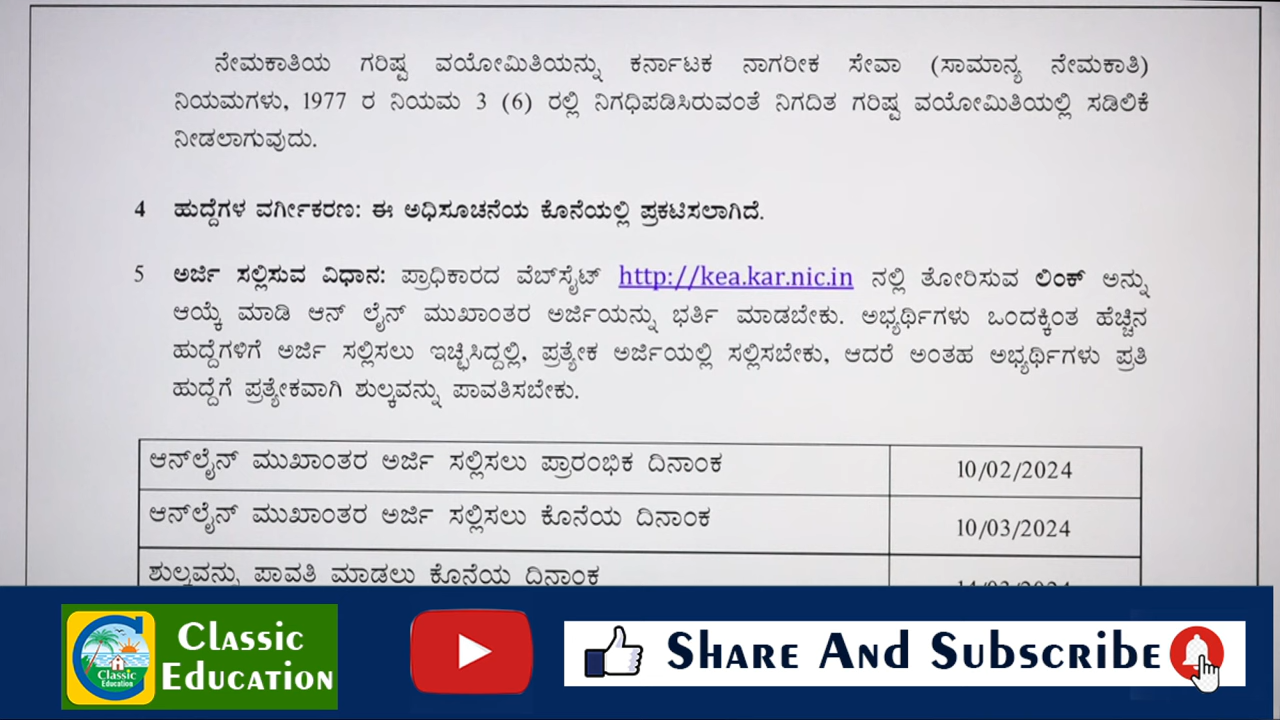 ನೇಮಕಾತಿಯ ಗರಿಷ್ಟ ವಯೋಮಿತಿಯನ್ನು ಕರ್ನಾಟಕ ನಾಗರೀಕ ಸೇವಾ (ಸಾಮಾನ್ಯ ನೇಮಕಾತಿ)
ನಿಯಮಗಳು, 1977 ರ ನಿಯಮ 3 (6) ರಲ್ಲಿ ನಿಗಧಿಪಡಿಸಿರುವಂತೆ ನಿಗದಿತ ಗರಿಷ್ಟ ವಯೋಮಿತಿಯಲ್ಲಿ ಸಡಿಲಿಕೆ
ನೀಡಲಾಗುವುದು.
4 ಹುದ್ದೆಗಳ ವರ್ಗೀಕರಣ: ಈ ಅಧಿಸೂಚನೆಯ ಕೊನೆಯಲ್ಲಿ ಪ್ರಕಟಿಸಲಾಗಿದೆ.
5 ಅರ್ಜಿ ಸಲ್ಲಿಸುವ ವಿಧಾನ: ಪ್ರಾಧಿಕಾರದ ವೆಬ್‌ಸೈಟ್ http://kea.kar.nic.in ನಲ್ಲಿ ತೋರಿಸುವ ಲಿಂಕ್ ಅನ್ನು
ಆಯ್ಕೆ ಮಾಡಿ ಆನ್ ಲೈನ್ ಮುಖಾಂತರ ಅರ್ಜಿಯನ್ನು ಭರ್ತಿ ಮಾಡಬೇಕು. ಅಭ್ಯರ್ಥಿಗಳು ಒಂದಕ್ಕಿಂತ ಹೆಚ್ಚಿನ
ಹುದ್ದೆಗಳಿಗೆ ಅರ್ಜಿ ಸಲ್ಲಿಸಲು ಇಚ್ಛಿಸಿದ್ದಲ್ಲಿ, ಪ್ರತ್ಯೇಕ ಅರ್ಜಿಯಲ್ಲಿ ಸಲ್ಲಿಸಬೇಕು, ಆದರೆ ಅಂತಹ ಅಭ್ಯರ್ಥಿಗಳು ಪ್ರತಿ
ಹುದ್ದೆಗೆ ಪ್ರತ್ಯೇಕವಾಗಿ ಶುಲ್ಕವನ್ನು ಪಾವತಿಸಬೇಕು.
ಆನ್‌ಲೈನ್ ಮುಖಾಂತರ ಅರ್ಜಿ ಸಲ್ಲಿಸಲು ಪ್ರಾರಂಭಿಕ ದಿನಾಂಕ 10/02/2024
ಆನ್‌ಲೈನ್ ಮುಖಾಂತರ ಅರ್ಜಿ ಸಲ್ಲಿಸಲು ಕೊನೆಯ ದಿನಾಂಕ 10/03/2024
ಶುಲ್ಕವನ್ನು ಪಾವತಿ ಮಾಡಲು ಕೊನೆಯ ದಿನಾಂಕ
Classic
Education
Classic
Education
Share And Subscribe